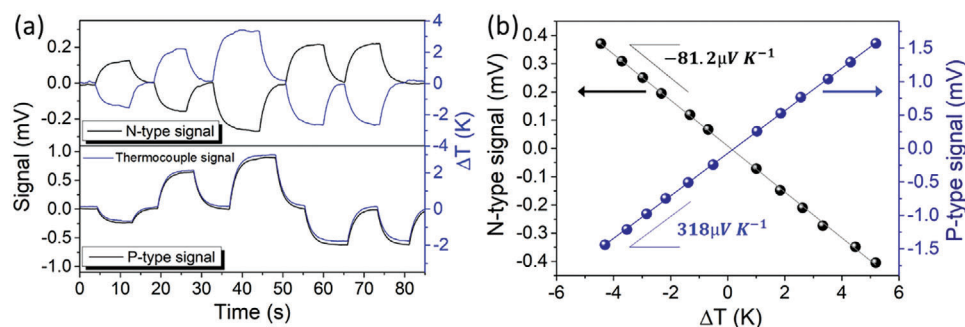 (a)
Signal (mV)
0.2
0.0
-0.2
1.0
0.5
0.0
-0.5
-1.0
4
2
0
-2
-4
2
0
-2
ΔT (K)
N-type signal
Thermocouple signal
P-type signal
0 10 20 30 40 50 60 70 80
Time (s)
(b)
N-type signal (mV)
0.4
0.3
0.2
0.1
0.0
-0.1
-0.2
-0.3
-0.4
−81.2μV K⁻¹
318μV K⁻¹
1.5
1.0
0.5
0.0
-0.5
-1.0
-1.5
P-type signal (mV)
-6 -4 -2 0 2 4 6
ΔT (K)